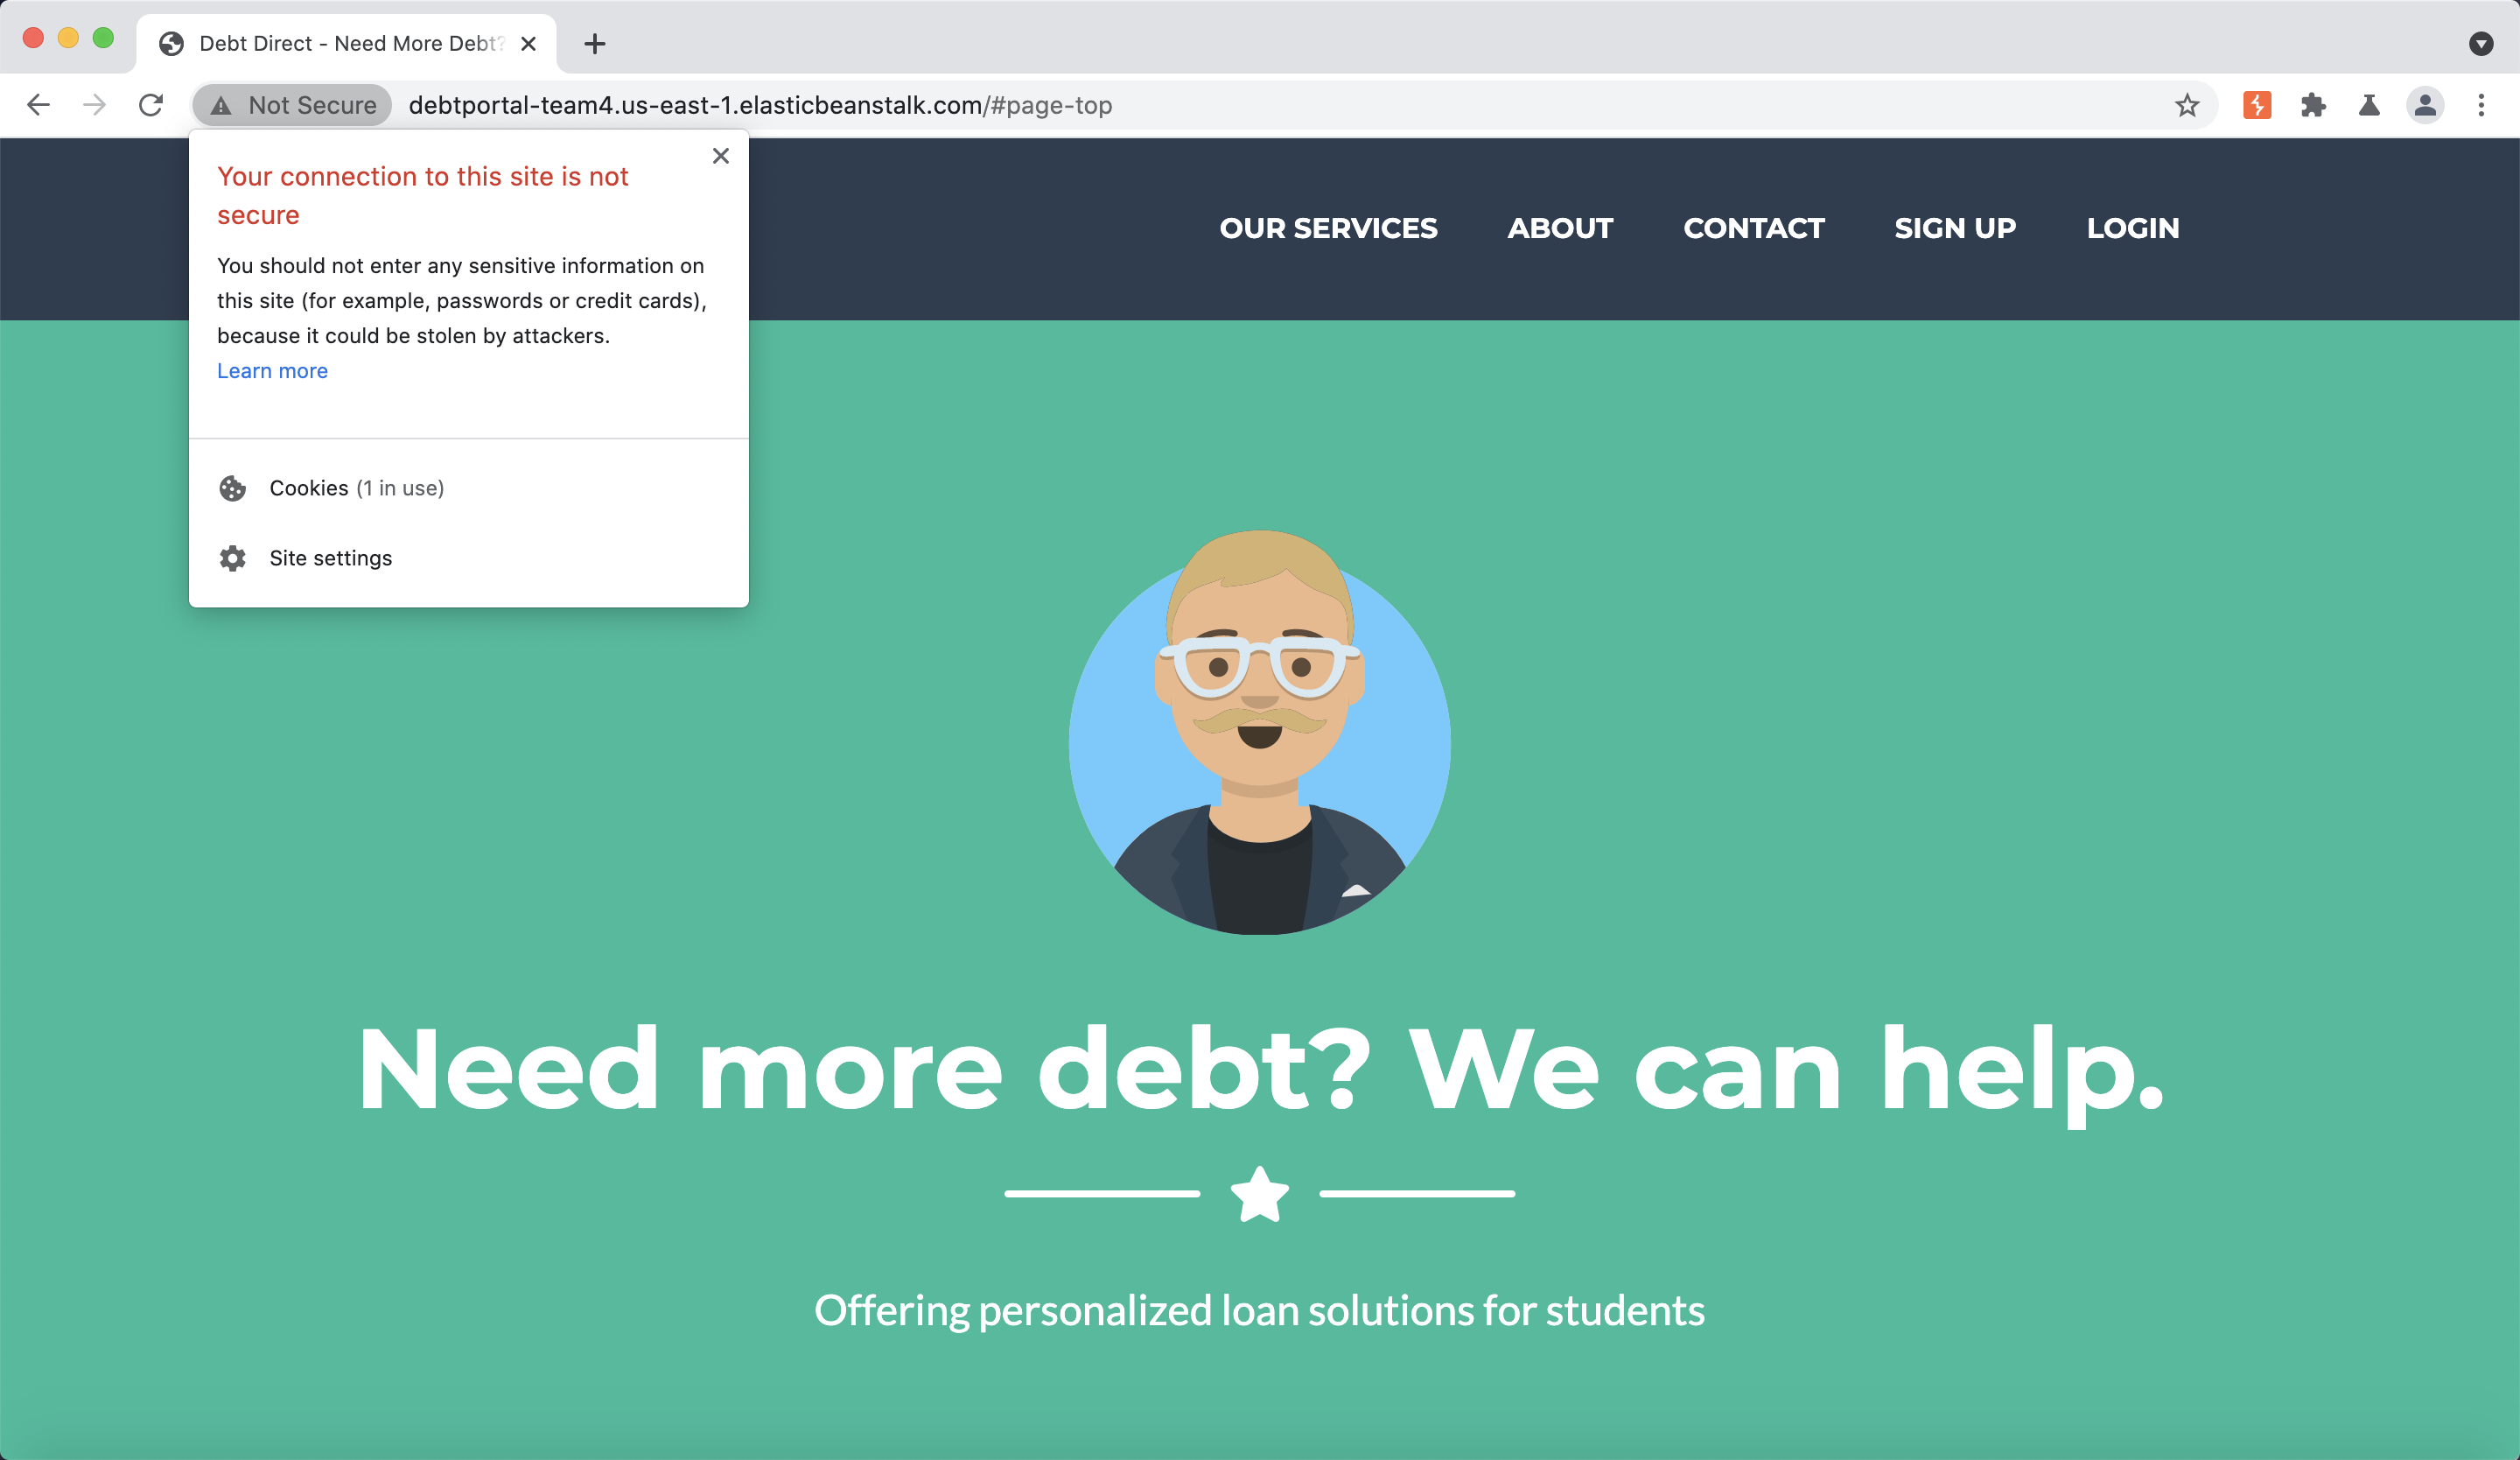 Debt Direct - Need More Debt?
Not Secure
debtportal-team4.us-east-1.elasticbeanstalk.com/#page-top
Your connection to this site is not
secure
You should not enter any sensitive information on
this site (for example, passwords or credit cards),
because it could be stolen by attackers.
Learn more
Cookies (1 in use)
Site settings
OUR SERVICES
ABOUT
CONTACT
SIGN UP
LOGIN
Need more debt? We can help.
Offering personalized loan solutions for students